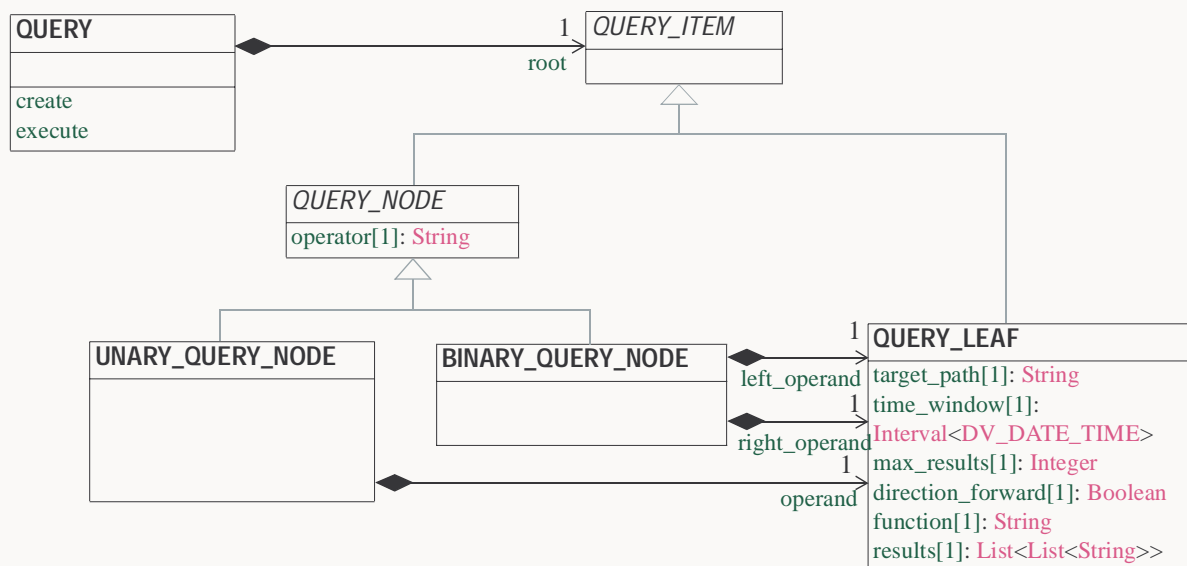 QUERY
create
execute
1
root
QUERY_ITEM
QUERY_NODE
operator[1]: String
UNARY_QUERY_NODE
BINARY_QUERY_NODE
1
left_operand
1
right_operand
1
operand
QUERY_LEAF
target_path[1]: String
time_window[1]:
Interval<DV_DATE_TIME>
max_results[1]: Integer
direction_forward[1]: Boolean
function[1]: String
results[1]: List<List<String>>